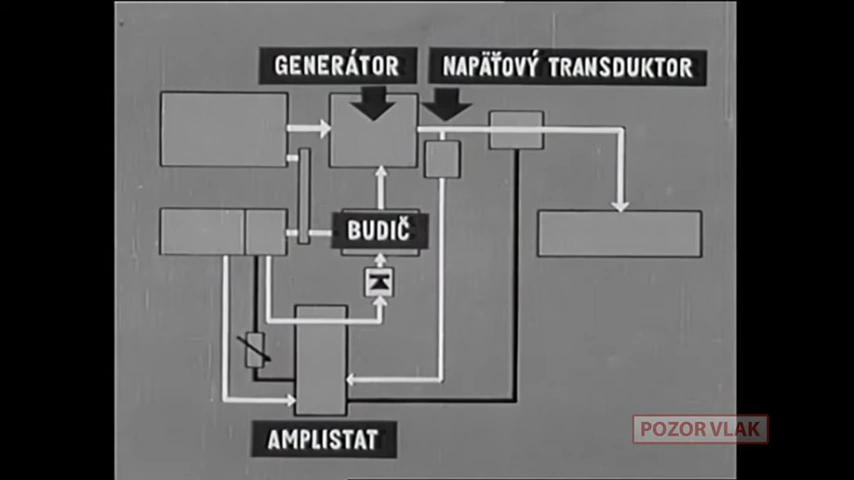 GENERÁTOR
NAPÄŤOVÝ TRANSDUKTOR
BUDIČ
AMPLISTAT
POZOR VLAK